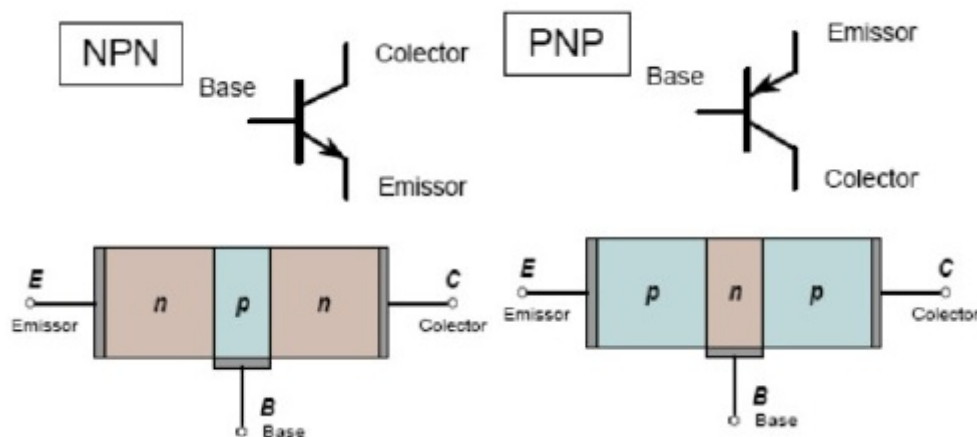 NPN
Colector
Base
Emissor
PNP
Emissor
Base
Colector
E
Emissor
n
p
n
C
Colector
B
Base
E
Emissor
p
n
p
C
Colector
B
Base